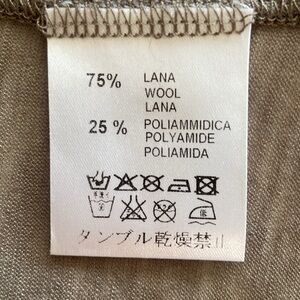 75% LANA
WOOL
LANA
25 % POLIAMMIDICA
POLYAMIDE
POLIAMIDA
タンブル乾燥禁止